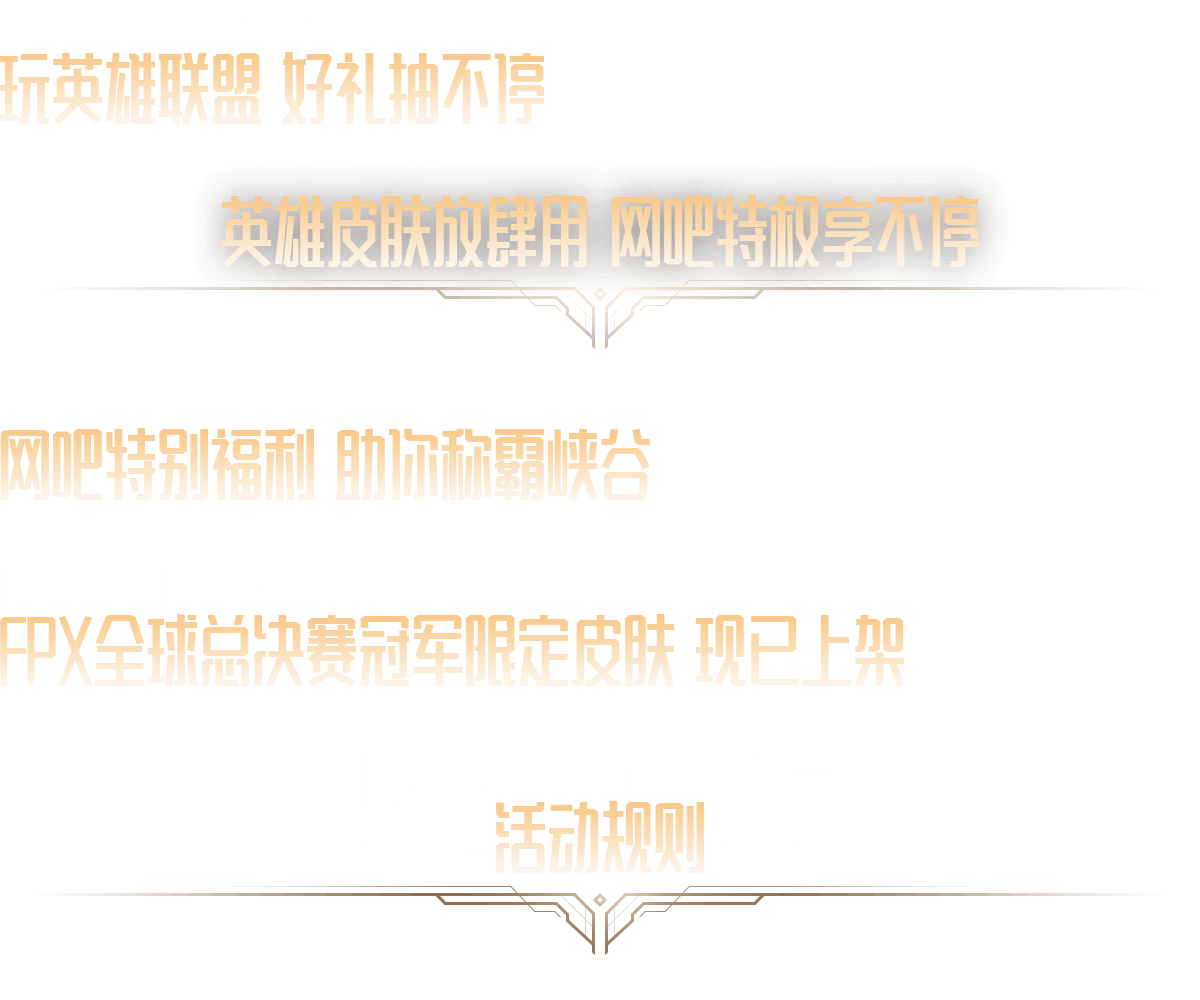 玩英雄联盟 好礼抽不停
英雄皮肤放肆用 网吧特权享不停
网吧特别福利 助你称霸峡谷
FPX全球总决赛冠军限定皮肤 现已上架
活动规则